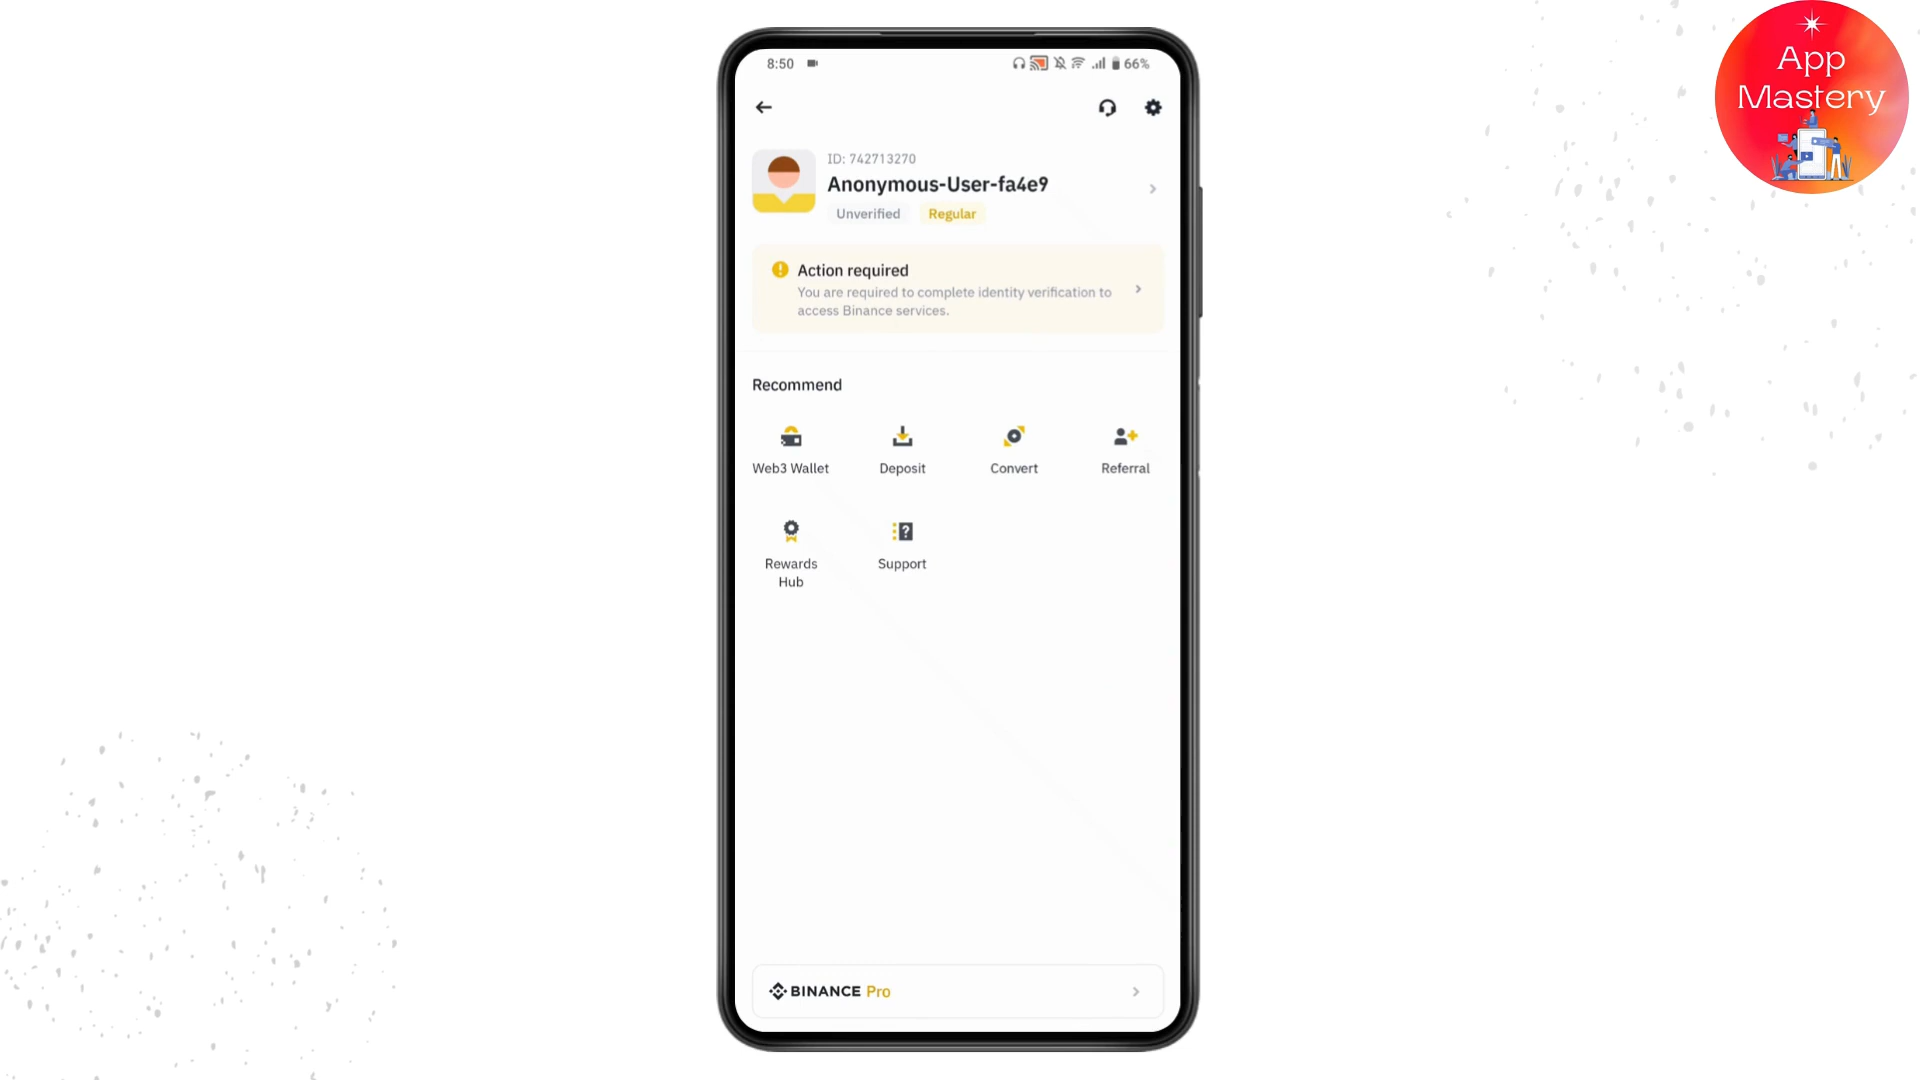 App
Mastery
8:50
66%
ID: 742713270
Anonymous-User-fa4e9
Unverified Regular
Action required
You are required to complete identity verification to
access Binance services.
Recommend
Web3 Wallet Deposit Convert Referral
Rewards
Hub
Support
BINANCE Pro